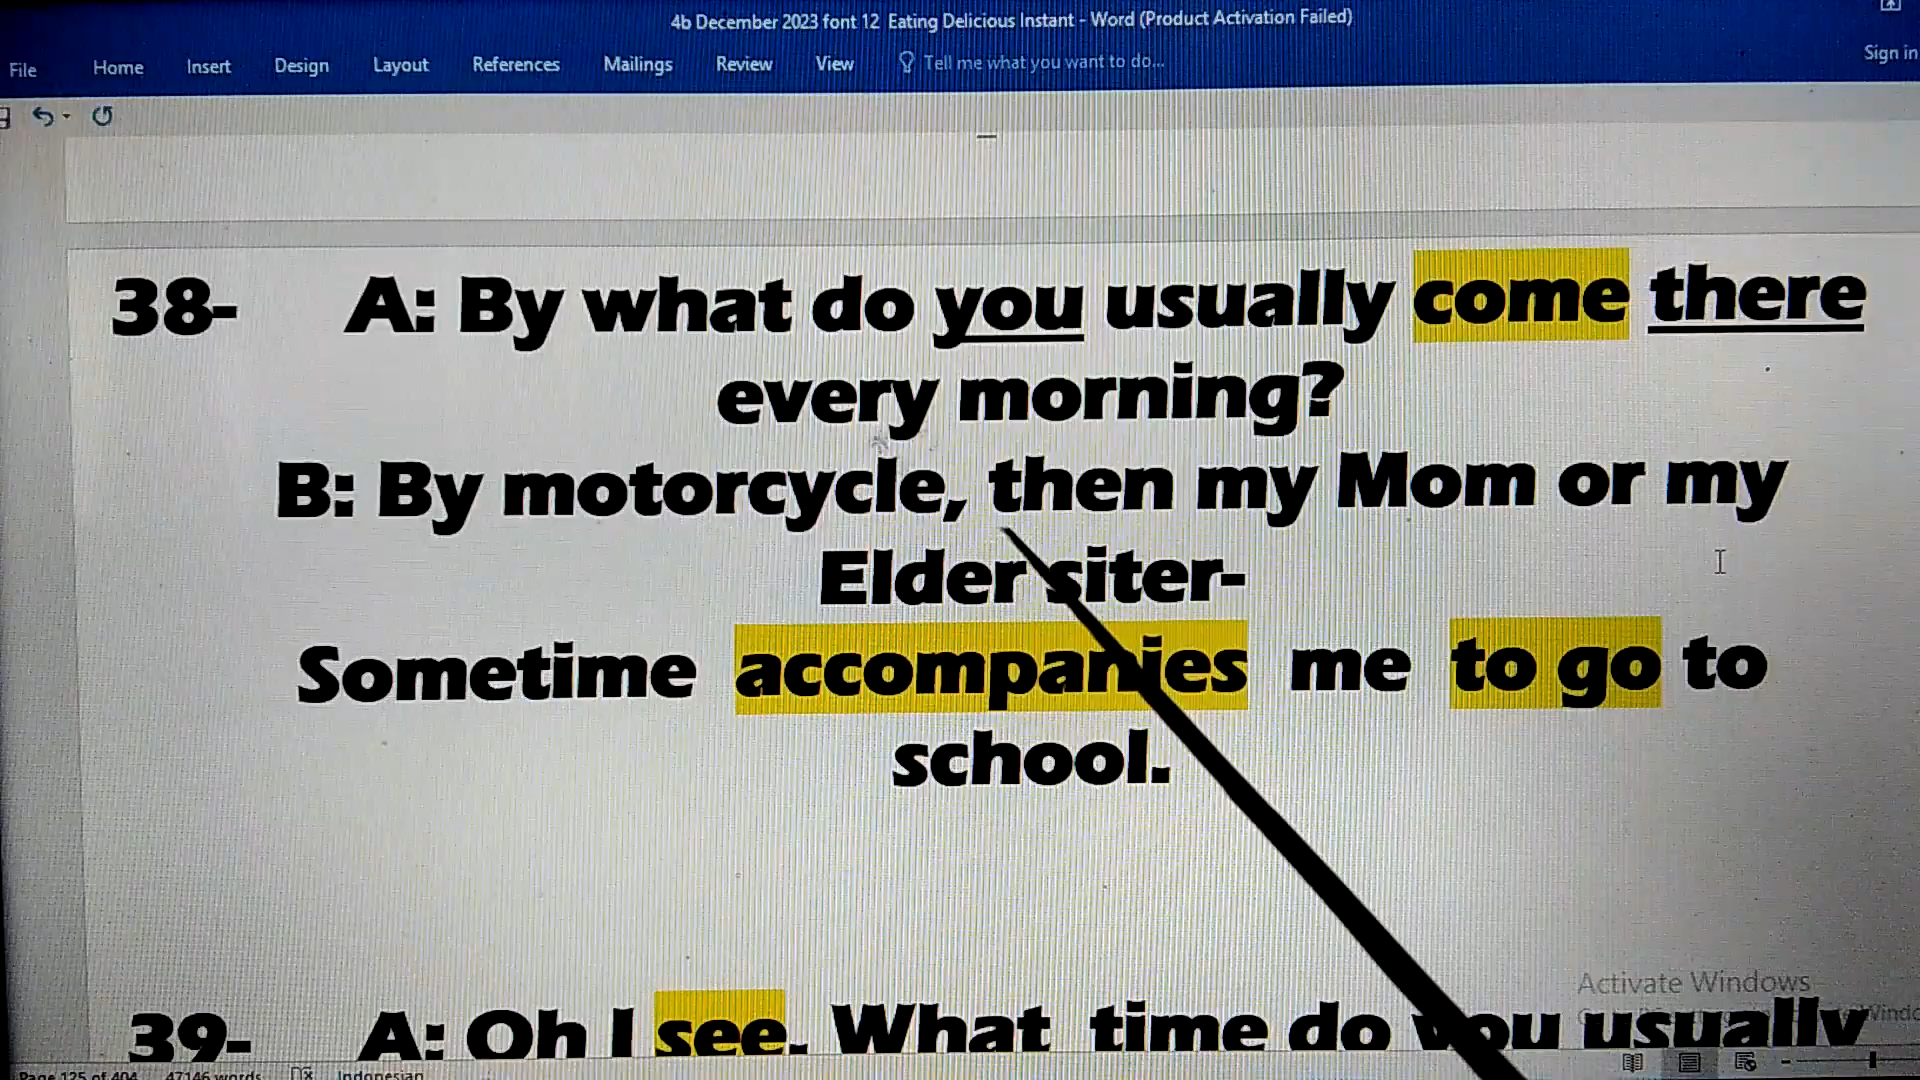 4b December 2023 font 12 Eating Delicious Instant - Word (Product Activation Failed)
File Home Insert Design Layout References Mailings Review View Tell me what you want to do... Sign in
38- A: By what do you usually come there
every morning?
B: By motorcycle, then my Mom or my
Elder siter-
Sometime accompanies me to go to
school.
Activate Windows
39- A: Oh I see. What time do you usually
Page 125 of 404 47146 words Indonesian